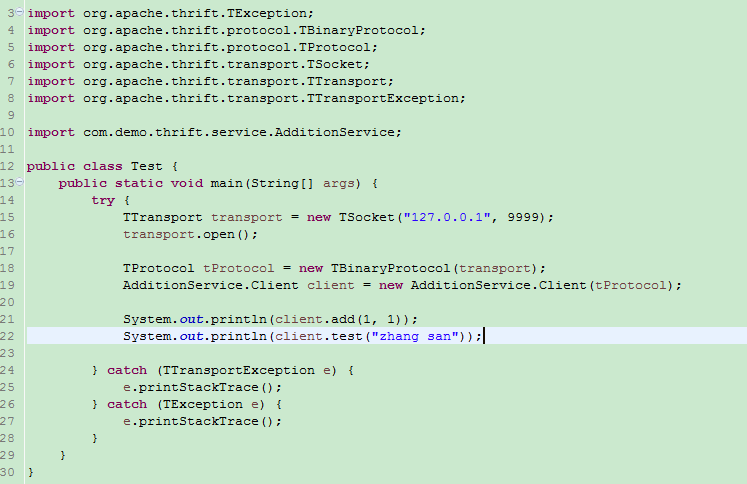 3 import org.apache.thrift.TException;
4 import org.apache.thrift.protocol.TBinaryProtocol;
5 import org.apache.thrift.protocol.TProtocol;
6 import org.apache.thrift.transport.TSocket;
7 import org.apache.thrift.transport.TTransport;
8 import org.apache.thrift.transport.TTransportException;
9
10 import com.demo.thrift.service.AdditionService;
11
12 public class Test {
13     public static void main(String[] args) {
14         try {
15             TTransport transport = new TSocket("127.0.0.1", 9999);
16             transport.open();
17
18             TProtocol tProtocol = new TBinaryProtocol(transport);
19             AdditionService.Client client = new AdditionService.Client(tProtocol);
20
21             System.out.println(client.add(1, 1));
22             System.out.println(client.test("zhang san"));
23
24         } catch (TTransportException e) {
25             e.printStackTrace();
26         } catch (TException e) {
27             e.printStackTrace();
28         }
29     }
30 }